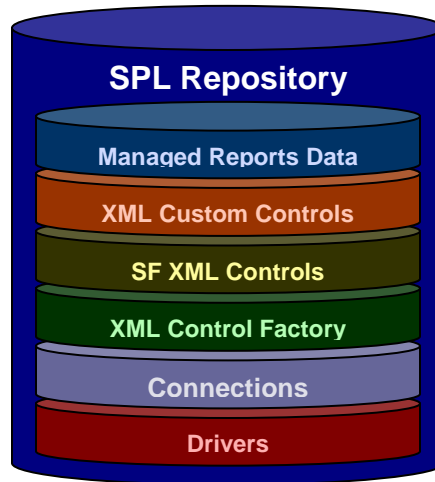 SPL Repository
Managed Reports Data
XML Custom Controls
SF XML Controls
XML Control Factory
Connections
Drivers